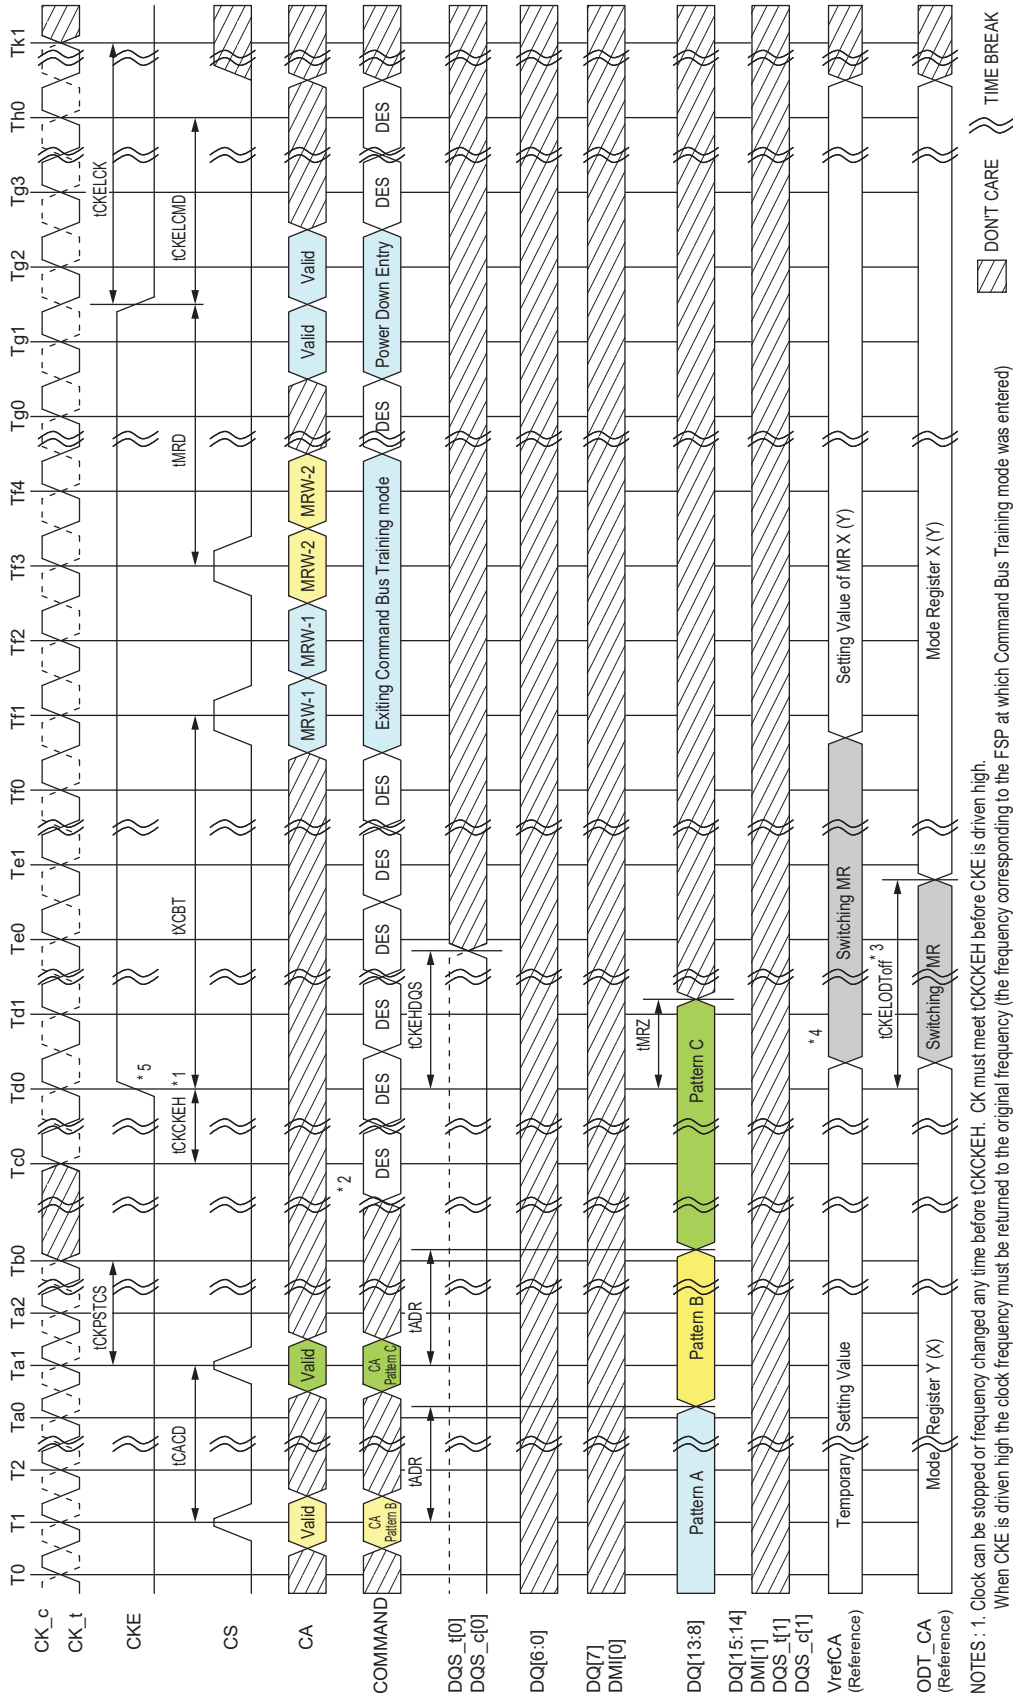 T0 T1 T2 Ta0 Ta1 Ta2 Tb0 Tc0 Td0 Td1 Te0 Te1 Tf0 Tf1 Tf2 Tf3 Tf4 Tg0 Tg1 Tg2 Tg3 Th0 Tk1
CK_c
CK_t
tCKPSTCS tCKELCK
CKE
* 5
tCKCKEH * 1
tCACD tXCBT tMRD tCKELCMD
CS
CA Valid Valid MRW-1 MRW-1 MRW-2 MRW-2 Valid Valid
* 2
COMMAND CA Pattern B CA Pattern C DES DES DES DES DES DES Exiting Command Bus Training mode DES Power Down Entry DES DES
tADR tADR tCKEHDQS
DQS_t[0]
DQS_c[0]
DQ[6:0]
DQ[7]
DMI[0]
tMRZ
DQ[13:8] Pattern A Pattern B Pattern C
DQ[15:14]
DMI[1]
DQS_t[1]
DQS_c[1]
* 4
VrefCA
(Reference)
Temporary Setting Value Switching MR Setting Value of MR X (Y)
tCKELODToff * 3
ODT_CA
(Reference)
Mode Register Y (X) Switching MR Mode Register X (Y)
NOTES : 1. Clock can be stopped or frequency changed any time before tCKCKEH. CK must meet tCKCKEH before CKE is driven high.
When CKE is driven high the clock frequency must be returned to the original frequency (the frequency corresponding to the FSP at which Command Bus Training mode was entered)
DON'T CARE TIME BREAK